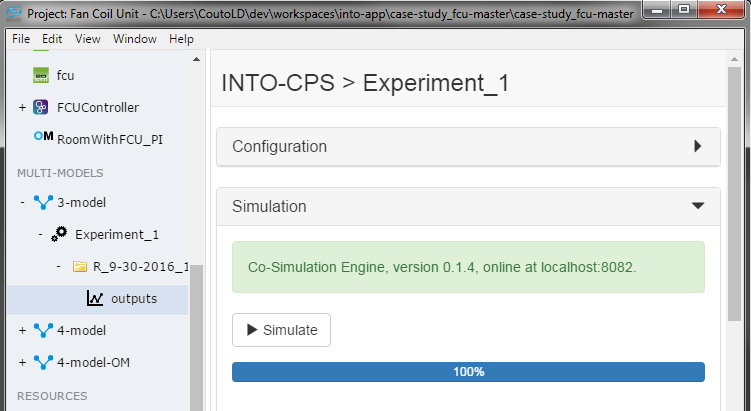 Project: Fan Coil Unit - C:\Users\CoutoLD\dev\workspaces\into-app\case-study_fcu-master\case-study_fcu-master
File Edit View Window Help
fcu
+ FCUController
OM RoomWithFCU_PI
MULTI-MODELS
- 3-model
- Experiment_1
- R_9-30-2016_1
outputs
+ 4-model
+ 4-model-OM
RESOURCES
INTO-CPS > Experiment_1
Configuration
Simulation
Co-Simulation Engine, version 0.1.4, online at localhost:8082.
Simulate
100%